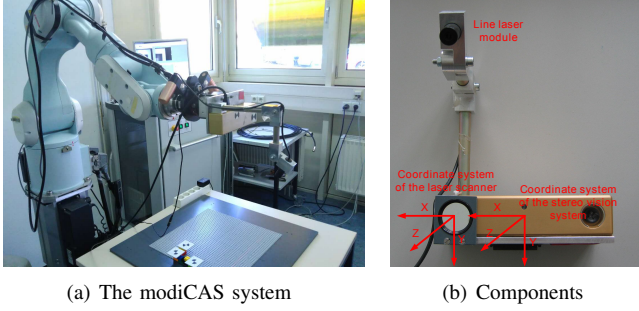 Line laser
module
Coordinate system
of the laser scanner
Coordinate system
of the stereo vision
system
X
X
Z
Z
Y
(a) The modiCAS system
(b) Components